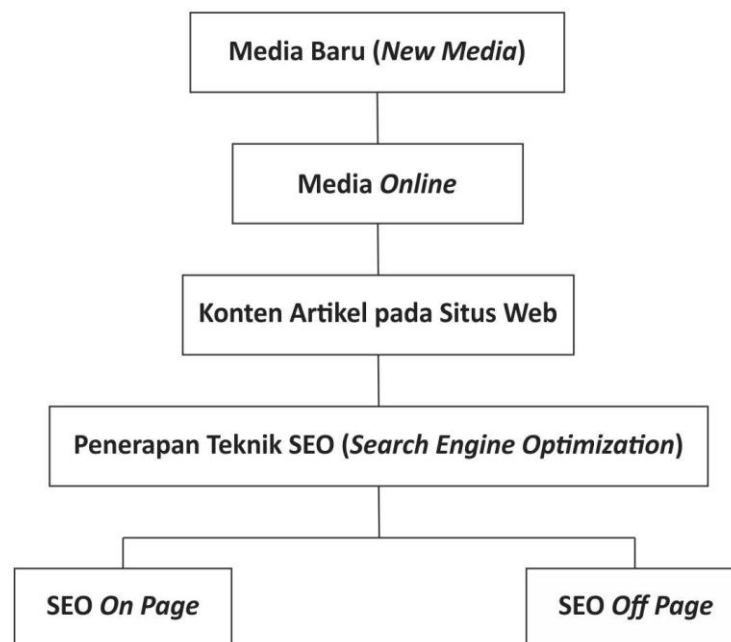 Media Baru (New Media)
Media Online
Konten Artikel pada Situs Web
Penerapan Teknik SEO (Search Engine Optimization)
SEO On Page
SEO Off Page